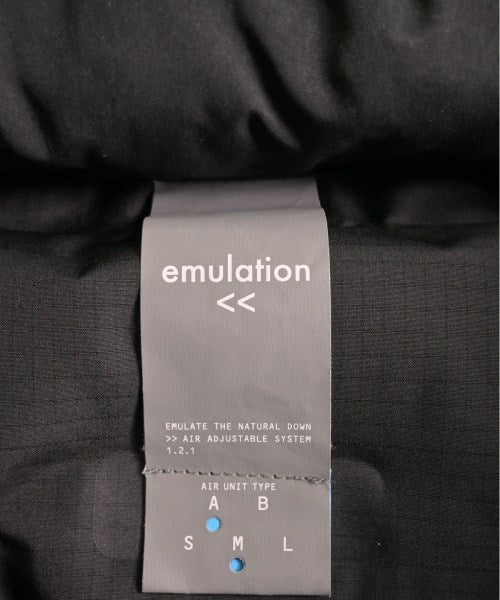 emulation
<<
EMULATE THE NATURAL DOWN
>> AIR ADJUSTABLE SYSTEM
1.2.1
AIR UNIT TYPE
A B
S M L